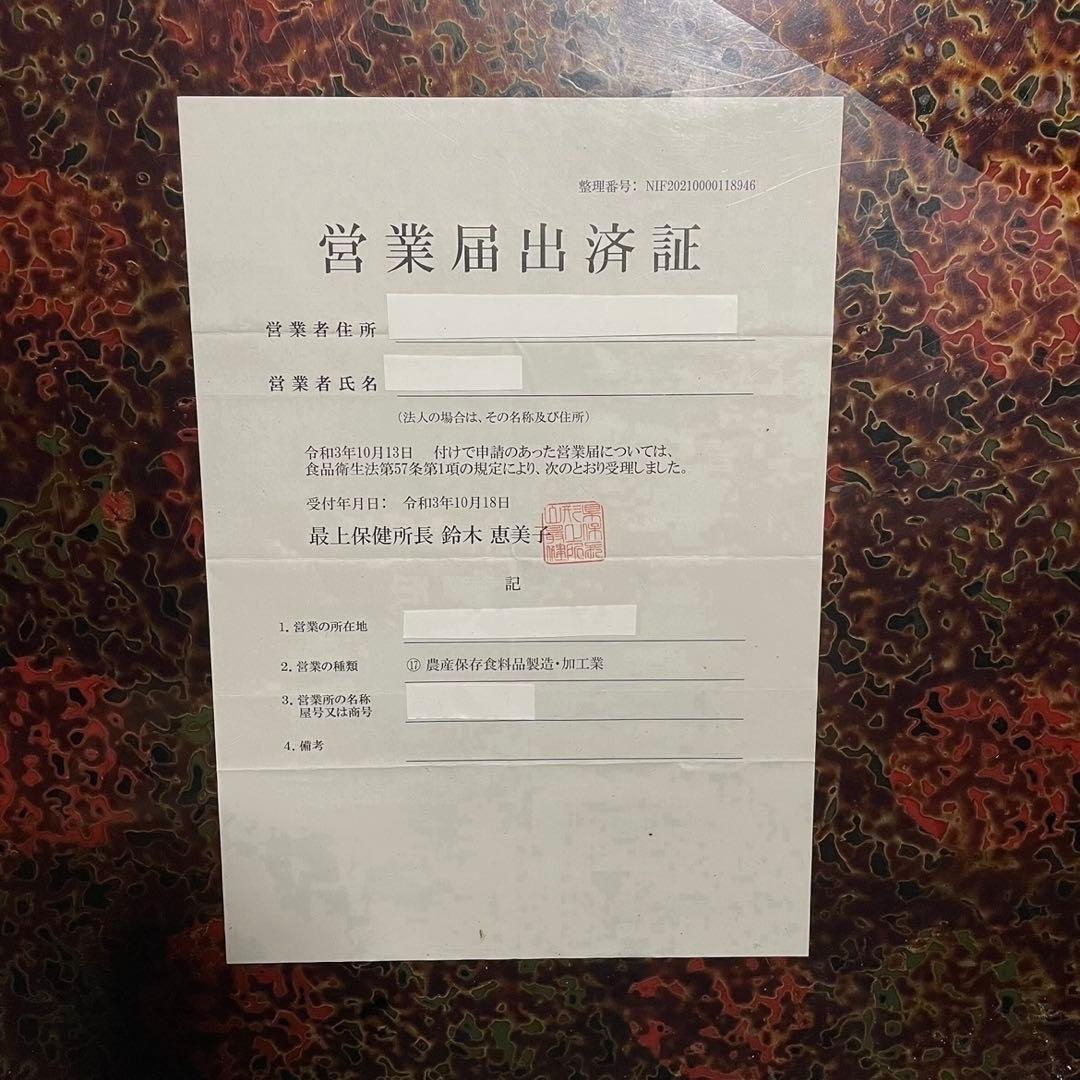 整理番号: NIF20210000118946
営業届出済証
営業者住所
営業者氏名
(法人の場合は、その名称及び住所)
令和3年10月13日 付けで申請のあった営業届については、
食品衛生法第57条第1項の規定により、次のとおり受理しました。
受付年月日: 令和3年10月18日
最上保健所長 鈴木 恵美子
記
1. 営業の所在地
2. 営業の種類 ⑰ 農産保存食料品製造・加工業
3. 営業所の名称
屋号又は商号
4. 備考